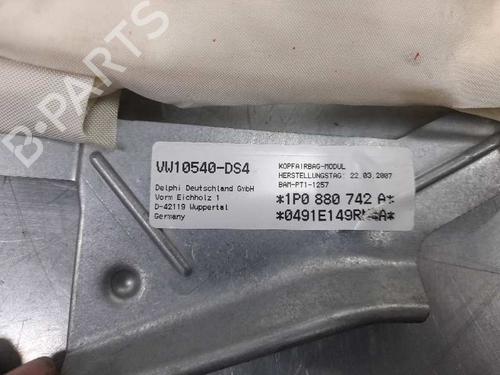 B-PARTS
VW10540-DS4
Delphi Deutschland GmbH
Vorm Eichholz 1
D-42119 Wuppertal
Germany
KOPFAIRBAG-MODUL
HERSTELLUNGSTAG: 22.03.2007
BAM-PT1-1257
*1P0 880 742 A*